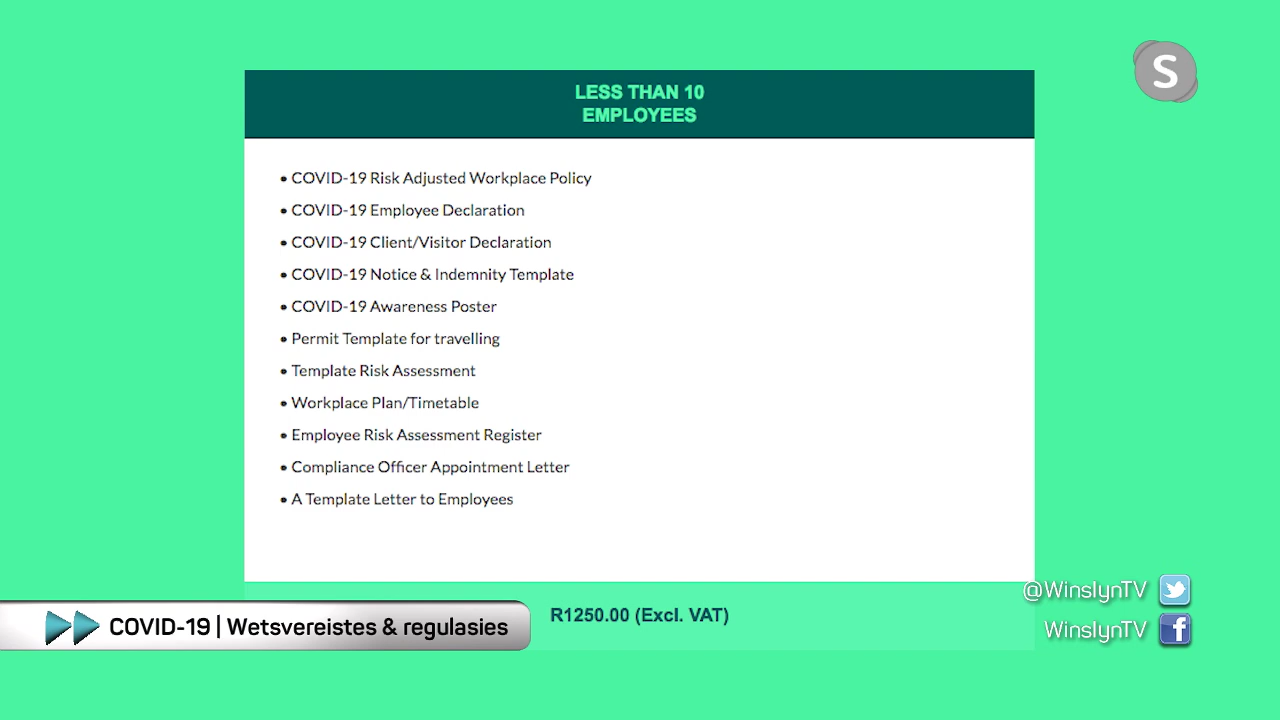 S
LESS THAN 10
EMPLOYEES
• COVID-19 Risk Adjusted Workplace Policy
• COVID-19 Employee Declaration
• COVID-19 Client/Visitor Declaration
• COVID-19 Notice & Indemnity Template
• COVID-19 Awareness Poster
• Permit Template for travelling
• Template Risk Assessment
• Workplace Plan/Timetable
• Employee Risk Assessment Register
• Compliance Officer Appointment Letter
• A Template Letter to Employees
@WinslynTV
R1250.00 (Excl. VAT)
COVID-19 | Wetsvereistes & regulasies
WinslynTV f